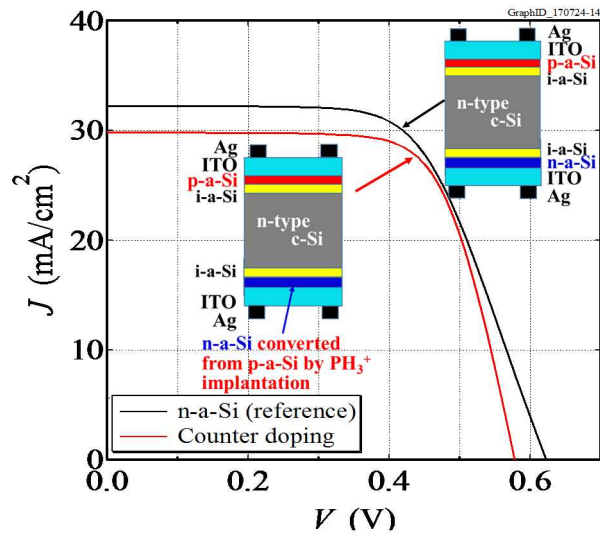 GraphID_170724-14
40
30
20
10
0
J (mA/cm²)
Ag
ITO
p-a-Si
i-a-Si
n-type
c-Si
i-a-Si
n-a-Si
ITO
Ag
Ag
ITO
p-a-Si
i-a-Si
n-type
c-Si
i-a-Si
ITO
Ag
n-a-Si converted
from p-a-Si by PH₃⁺
implantation
n-a-Si (reference)
Counter doping
0.0 0.2 0.4 0.6
V (V)